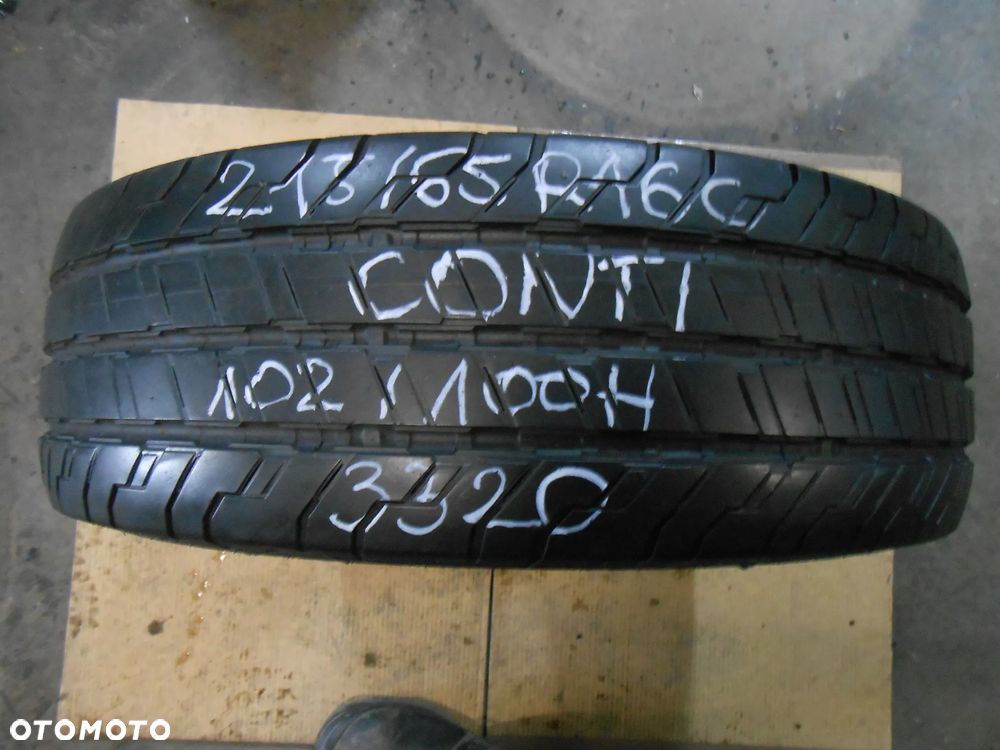 215/65 R16C
CONTI
102/100H
3320
OTOMOTO